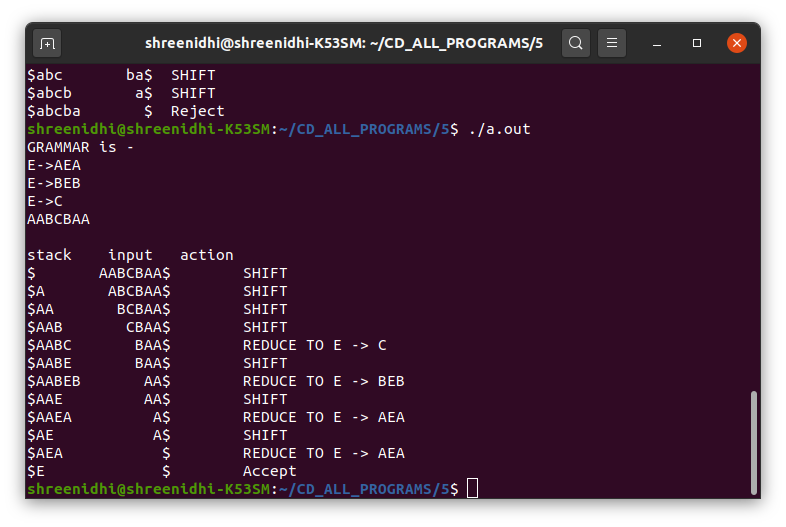 shreenidhi@shreenidhi-K53SM: ~/CD_ALL_PROGRAMS/5
$abc       ba$  SHIFT
$abcb       a$  SHIFT
$abcba       $  Reject
shreenidhi@shreenidhi-K53SM:~/CD_ALL_PROGRAMS/5$ ./a.out
GRAMMAR is -
E->AEA
E->BEB
E->C
AABCBAA

stack    input   action
$       AABCBAA$        SHIFT
$A       ABCBAA$        SHIFT
$AA       BCBAA$        SHIFT
$AAB       CBAA$        SHIFT
$AABC       BAA$        REDUCE TO E -> C
$AABE       BAA$        SHIFT
$AABEB       AA$        REDUCE TO E -> BEB
$AAE         AA$        SHIFT
$AAEA         A$        REDUCE TO E -> AEA
$AE           A$        SHIFT
$AEA           $        REDUCE TO E -> AEA
$E             $        Accept
shreenidhi@shreenidhi-K53SM:~/CD_ALL_PROGRAMS/5$